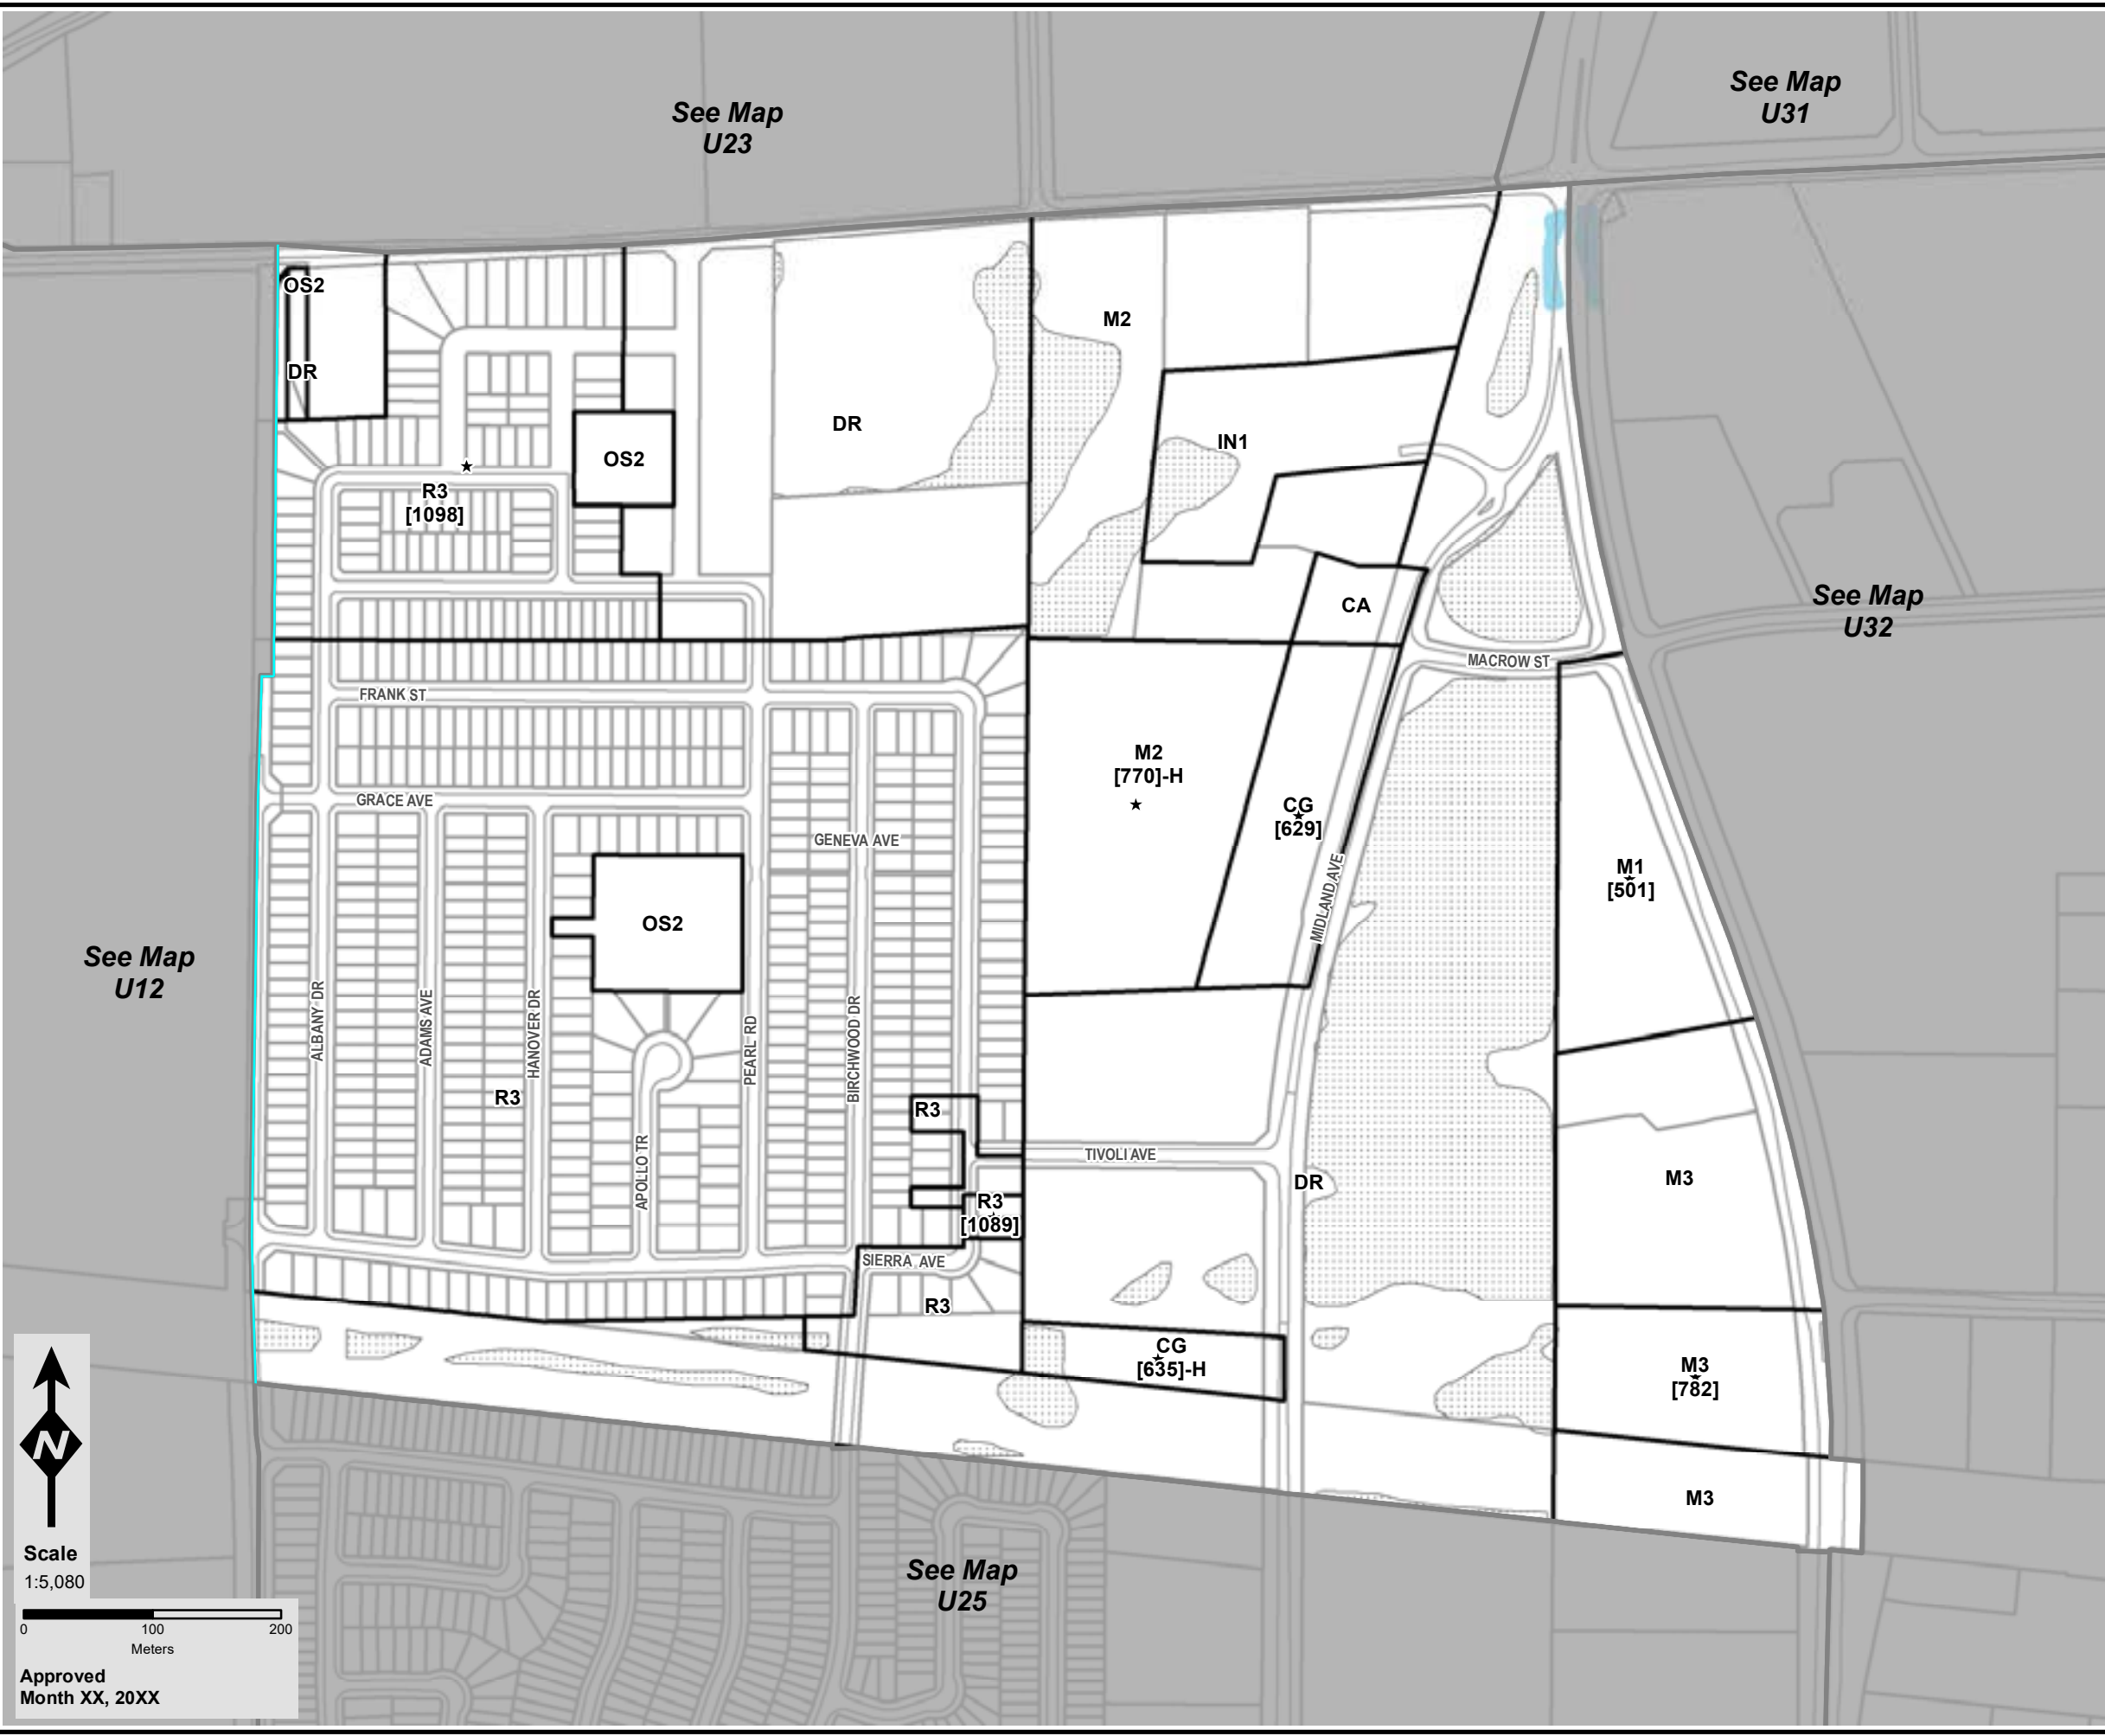 See Map
U23
See Map
U31
OS2
DR
M2
DR
IN1
OS2
R3
[1098]
CA
See Map
U32
MACROW ST
FRANK ST
M2
[770]-H
GRACE AVE
CG
[629]
GENEVA AVE
MIDLAND AVE
M1
[501]
OS2
See Map
U12
ALBANY DR
ADAMS AVE
HANOVER DR
PEARL RD
BIRCHWOOD DR
R3
R3
APOLLO TR
TIVOLI AVE
DR
M3
R3
[1089]
SIERRA AVE
R3
CG
[635]-H
M3
[782]
M3
N
Scale
1:5,080
0 100 200
Meters
Approved
Month XX, 20XX
See Map
U25